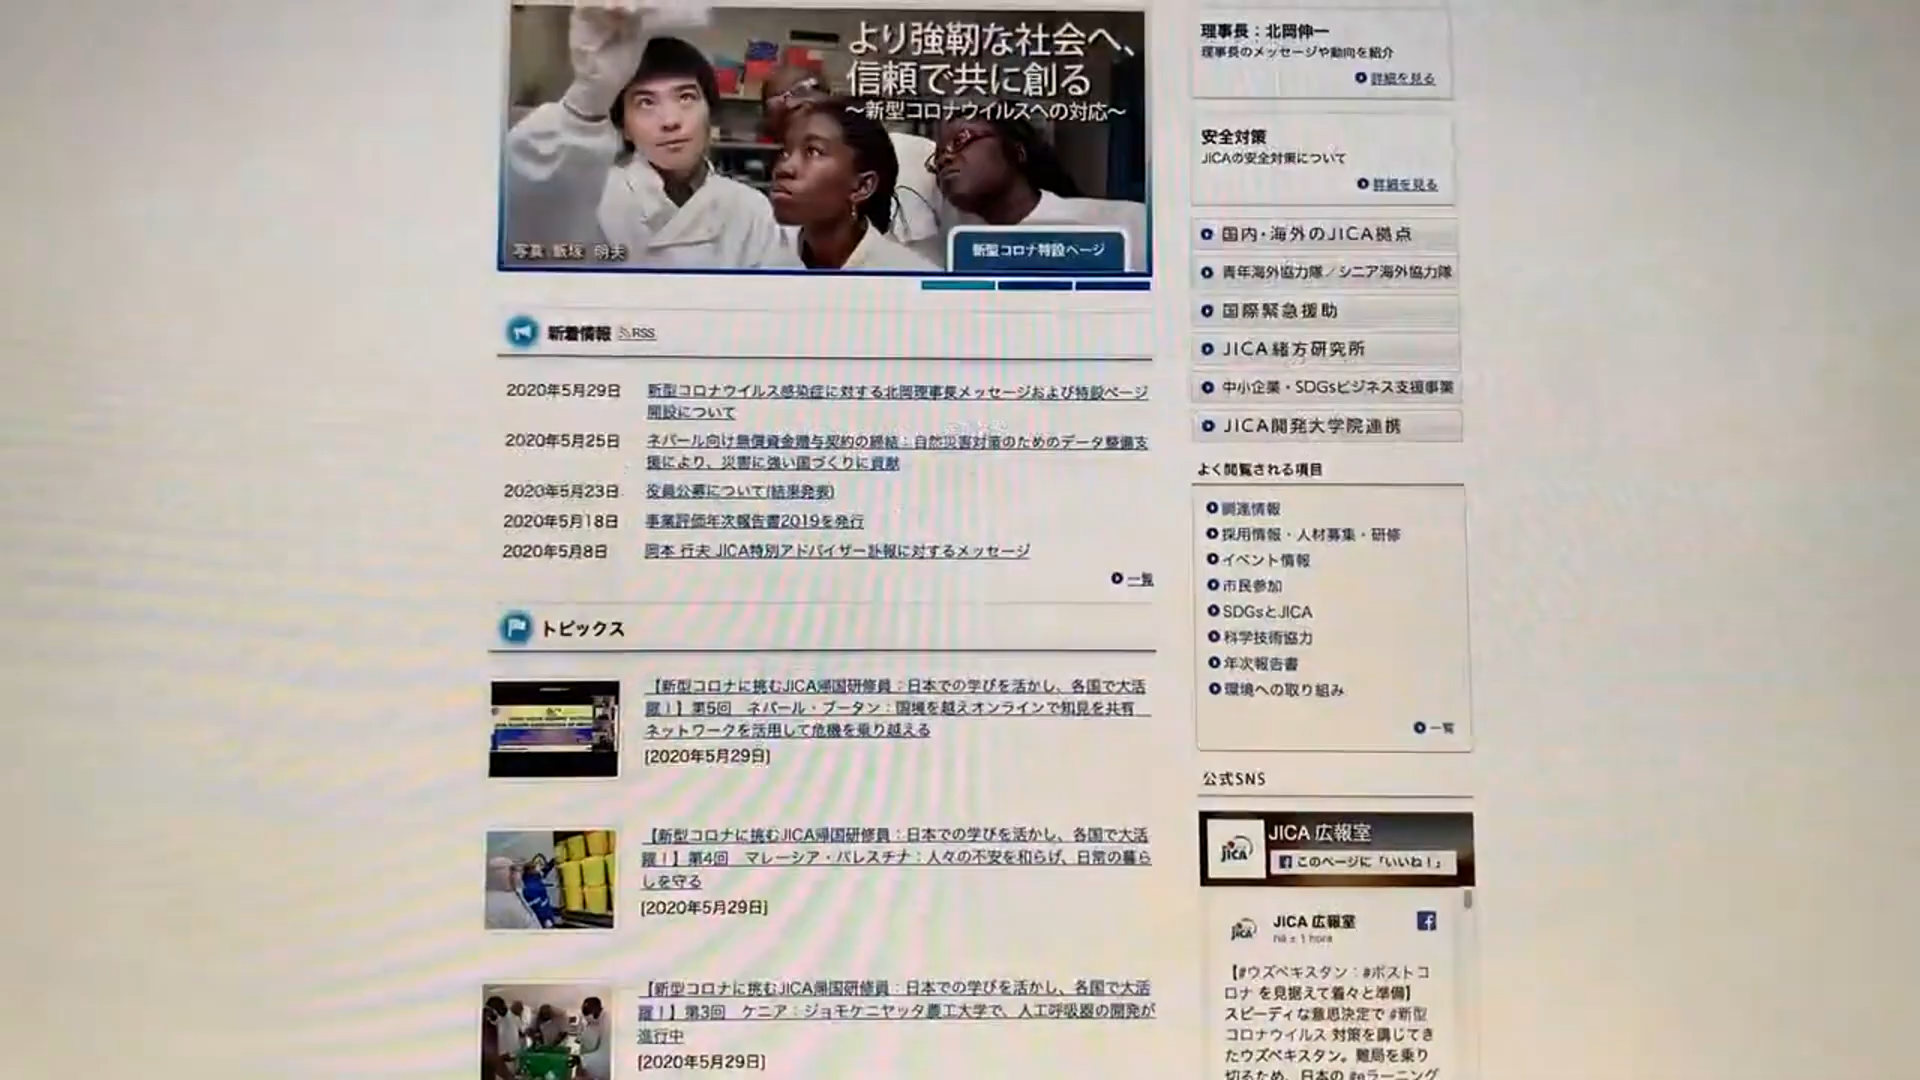 より強靭な社会へ、
信頼で共に創る
～新型コロナウイルスへの対応～
写真 飯塚 明夫
新型コロナ特設ページ
新着情報 RSS
2020年5月29日 新型コロナウイルス感染症に対する北岡理事長メッセージおよび特設ページ
開設について
2020年5月25日 ネパール向け無償資金贈与契約の締結：自然災害対策のためのデータ整備支
援により、災害に強い国づくりに貢献
2020年5月23日 役員公募について(結果発表)
2020年5月18日 事業評価年次報告書2019を発行
2020年5月8日 岡本 行夫 JICA特別アドバイザー訃報に対するメッセージ
一覧
トピックス
【新型コロナに挑むJICA帰国研修員：日本での学びを活かし、各国で大活
躍！】第5回 ネパール・ブータン：国境を越えオンラインで知見を共有
ネットワークを活用して危機を乗り越える
[2020年5月29日]
【新型コロナに挑むJICA帰国研修員：日本での学びを活かし、各国で大活
躍！】第4回 マレーシア・パレスチナ：人々の不安を和らげ、日常の暮ら
しを守る
[2020年5月29日]
【新型コロナに挑むJICA帰国研修員：日本での学びを活かし、各国で大活
躍！】第3回 ケニア：ジョモケニヤッタ農工大学で、人工呼吸器の開発が
進行中
[2020年5月29日]
理事長：北岡伸一
理事長のメッセージや動向を紹介
詳細を見る
安全対策
JICAの安全対策について
詳細を見る
国内・海外のJICA拠点
青年海外協力隊／シニア海外協力隊
国際緊急援助
JICA緒方研究所
中小企業・SDGsビジネス支援事業
JICA開発大学院連携
よく閲覧される項目
調達情報
採用情報・人材募集・研修
イベント情報
市民参加
SDGsとJICA
科学技術協力
年次報告書
環境への取り組み
一覧
公式SNS
JICA
JICA 広報室
このページに「いいね！」
JICA
JICA 広報室
há ± 1 hora
【#ウズベキスタン：#ポストコ
ロナ を見据えて着々と準備】
スピーディな意思決定で #新型
コロナウイルス 対策を講じてき
たウズベキスタン。難局を乗り
切るため、日本の #eラーニング